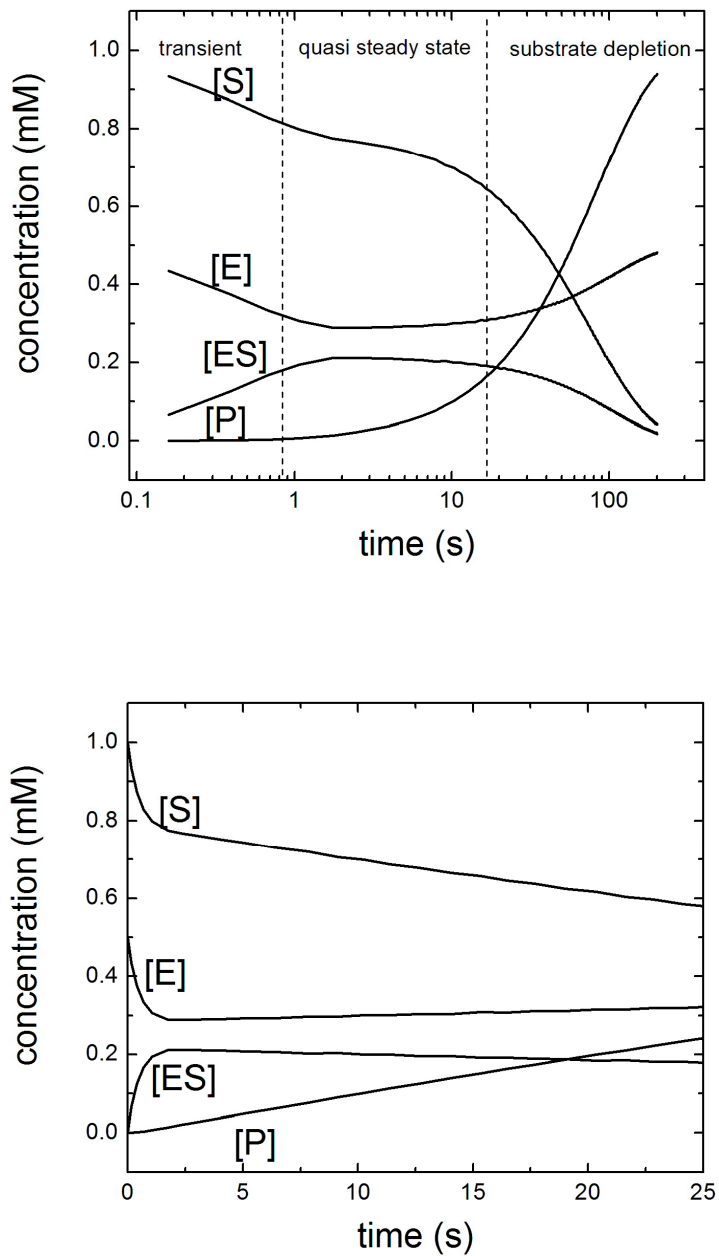 transient quasi steady state substrate depletion
1.0
[S]
0.8
0.6
[E]
0.4
[ES]
0.2
[P]
0.0
0.1 1 10 100
time (s)
concentration (mM)
1.0
[S]
0.8
0.6
[E]
0.4
0.2
[ES]
0.0
[P]
0 5 10 15 20 25
time (s)
concentration (mM)